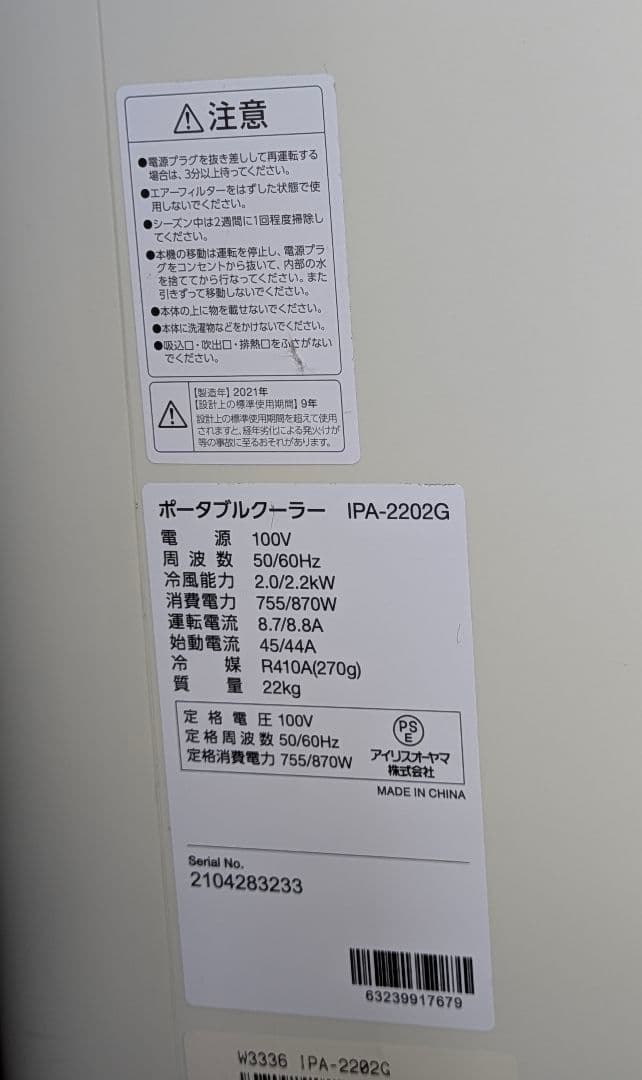 ⚠注意
●電源プラグを抜き差しして再運転する
場合は、3分以上待ってください。
●エアーフィルターをはずした状態で使
用しないでください。
●シーズン中は2週間に1回程度掃除し
てください。
●本機の移動は運転を停止し、電源プラ
グをコンセントから抜いて、内部の水
を捨ててから行なってください。また
引きずって移動しないでください。
●本体の上に物を載せないでください。
●本体に洗濯物などをかけないでください。
●吸込口・吹出口・排熱口をふさがない
でください。
【製造年】2021年
【設計上の標準使用期間】9年
設計上の標準使用期間を超えて使用
されますと、経年劣化による発火けが
等の事故に至るおそれがあります。
ポータブルクーラー IPA-2202G
電源 100V
周波数 50/60Hz
冷風能力 2.0/2.2kW
消費電力 755/870W
運転電流 8.7/8.8A
始動電流 45/44A
冷媒 R410A(270g)
質量 22kg
定格電圧 100V
定格周波数 50/60Hz
定格消費電力 755/870W
PS
E
アイリスオーヤマ
株式会社
MADE IN CHINA
Serial No.
2104283233
63239917679
W3336 IPA-2202G